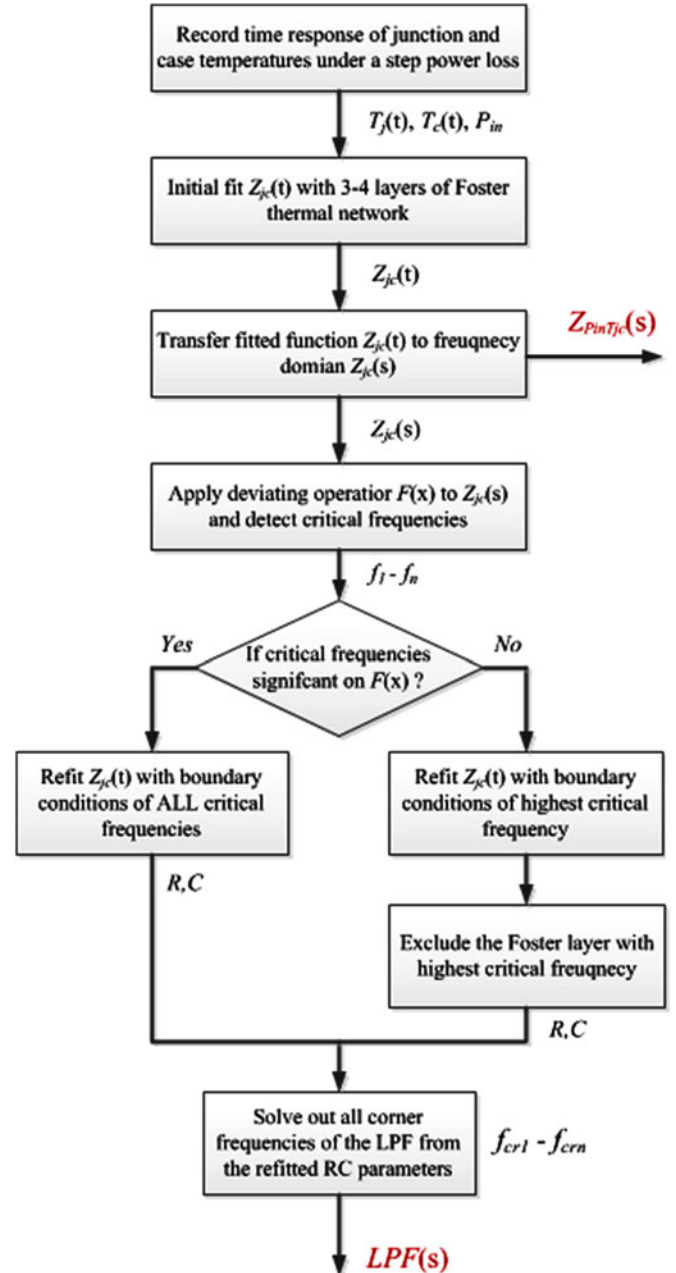 Record time response of junction and
case temperatures under a step power loss
Tj(t), Tc(t), Pin
Initial fit Zjc(t) with 3-4 layers of Foster
thermal network
Zjc(t)
Transfer fitted function Zjc(t) to freuqnecy
domian Zjc(s)
ZPinTjc(s)
Zjc(s)
Apply deviating operatior F(x) to Zjc(s)
and detect critical frequencies
f1 - fn
Yes
If critical frequencies
signifcant on F(x) ?
No
Refit Zjc(t) with boundary
conditions of ALL critical
frequencies
R,C
Refit Zjc(t) with boundary
conditions of highest critical
frequency
Exclude the Foster layer with
highest critical freuqnecy
R,C
Solve out all corner
frequencies of the LPF from
the refitted RC parameters
fcr1 - fcrn
LPF(s)